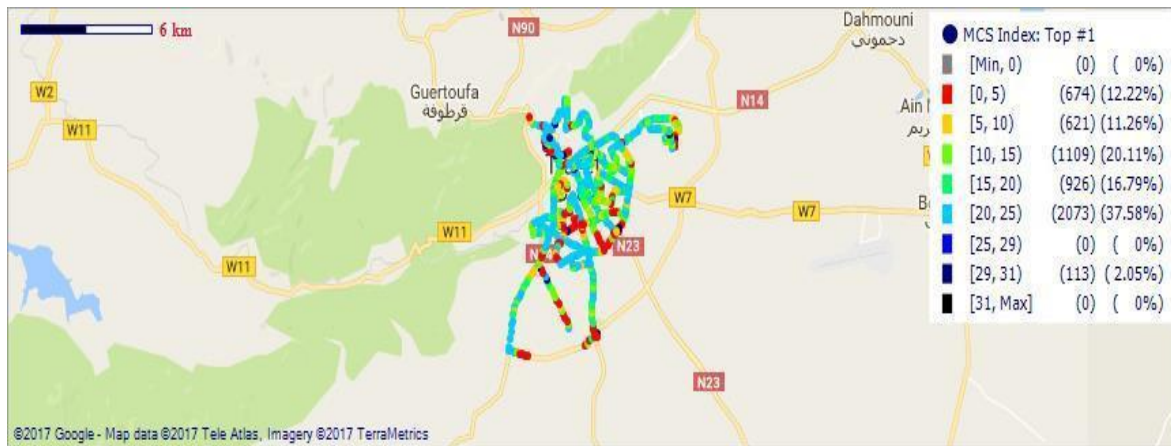 6 km
N90
Dahmouni
دحموني
W2
Guertoufa
قرطوفة
N14
W11
W7
W7
W11
N23
W11
N23
MCS Index: Top #1
[Min, 0) (0) ( 0%)
[0, 5) (674) (12.22%)
[5, 10) (621) (11.26%)
[10, 15) (1109) (20.11%)
[15, 20) (926) (16.79%)
[20, 25) (2073) (37.58%)
[25, 29) (0) ( 0%)
[29, 31) (113) ( 2.05%)
[31, Max] (0) ( 0%)
©2017 Google - Map data ©2017 Tele Atlas, Imagery ©2017 TerraMetrics